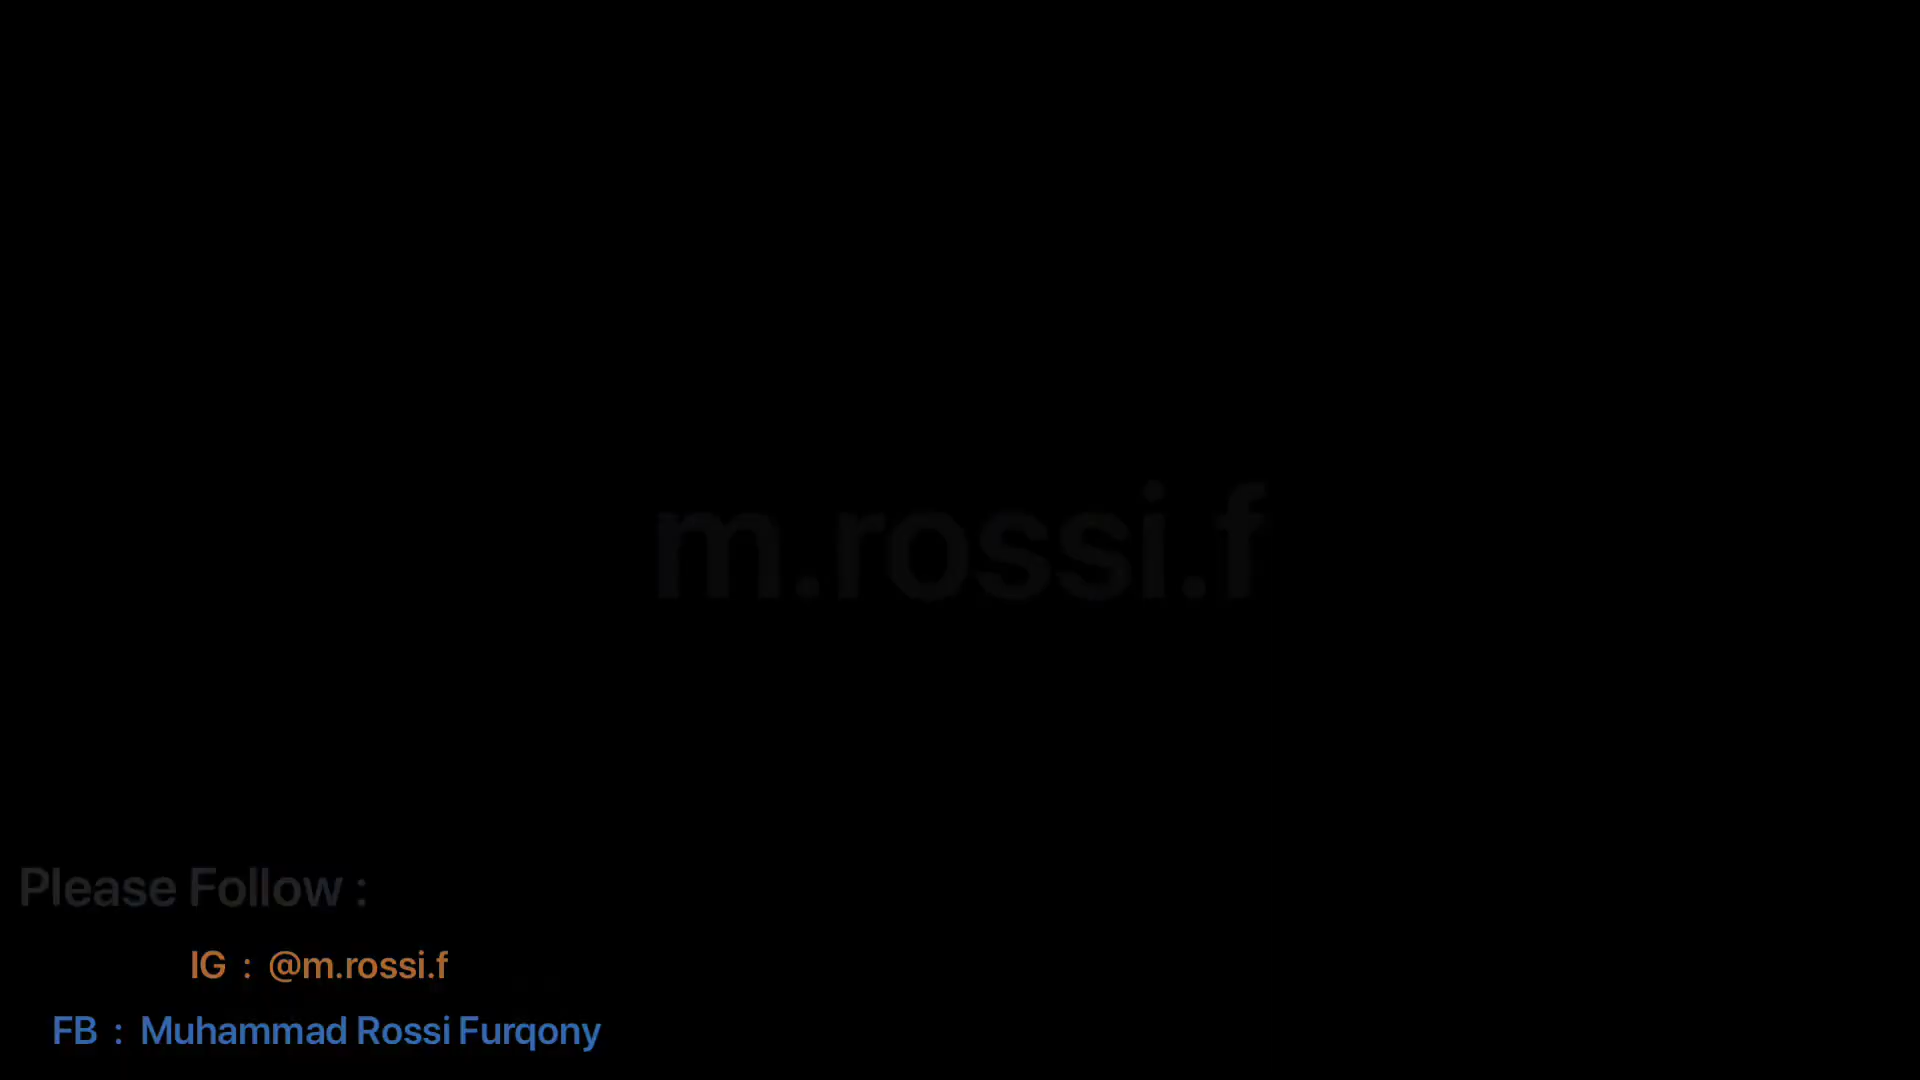 m.rossi.f
Please Follow :
IG : @m.rossi.f
FB : Muhammad Rossi Furqony